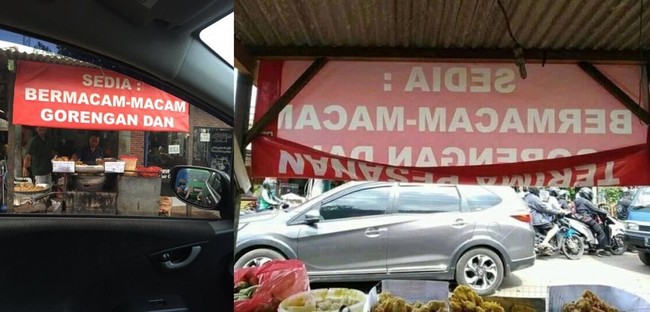 SEDIA :
BERMACAM-MACAM
GORENGAN DAN
SEDIA :
BERMACAM-MACAM
GORENGAN DAN
TERIMA PESANAN